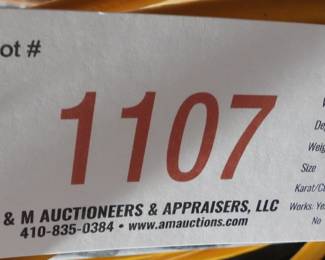 ot #
1107
& M AUCTIONEERS & APPRAISERS, LLC
410-835-0384 • www.amauctions.com
Size
Karat/C
Works: Ye
No